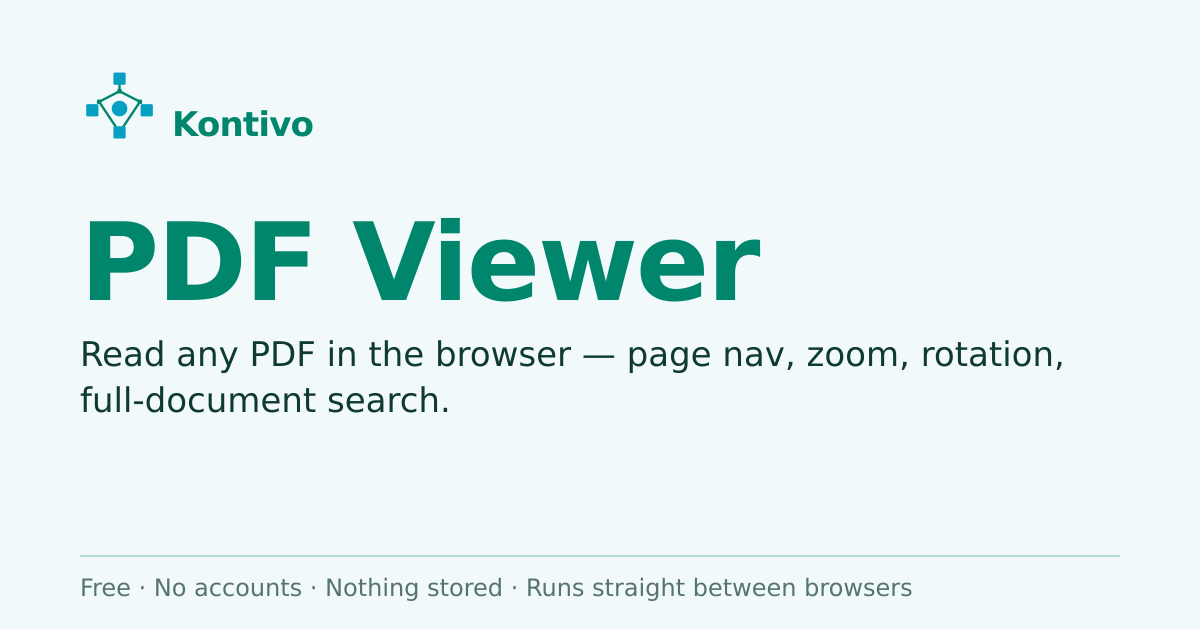 Kontivo
PDF Viewer
Read any PDF in the browser — page nav, zoom, rotation,
full-document search.
Free · No accounts · Nothing stored · Runs straight between browsers